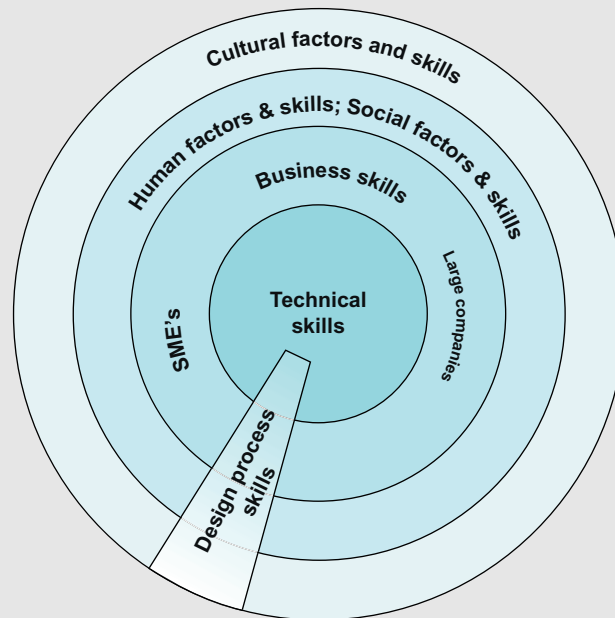 Cultural factors and skills
Human factors & skills; Social factors & skills
Business skills
Large companies
SME's
Technical
skills
Design process
skills